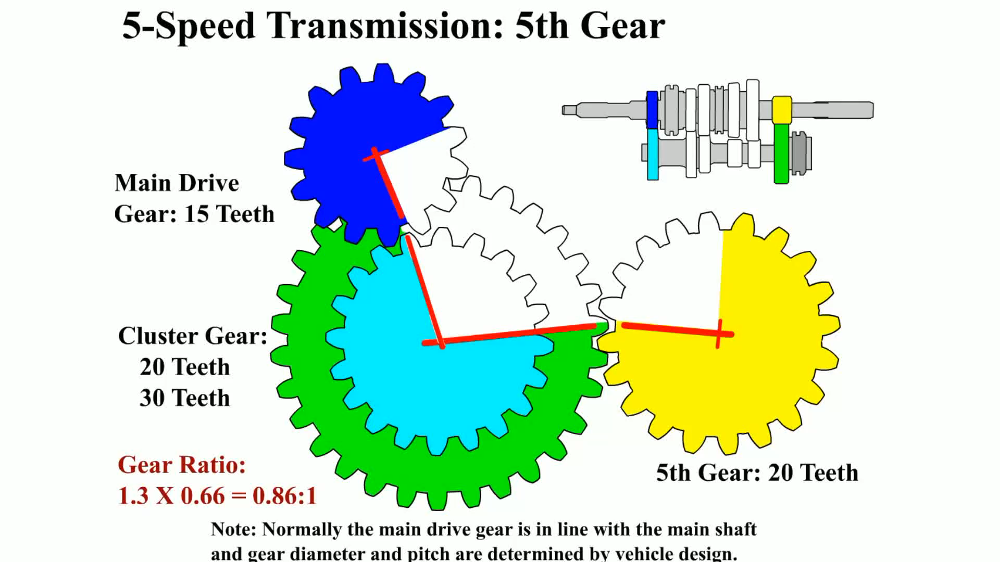 5-Speed Transmission: 5th Gear
Main Drive
Gear: 15 Teeth
Cluster Gear:
20 Teeth
30 Teeth
Gear Ratio:
1.3 X 0.66 = 0.86:1
5th Gear: 20 Teeth
Note: Normally the main drive gear is in line with the main shaft
and gear diameter and pitch are determined by vehicle design.